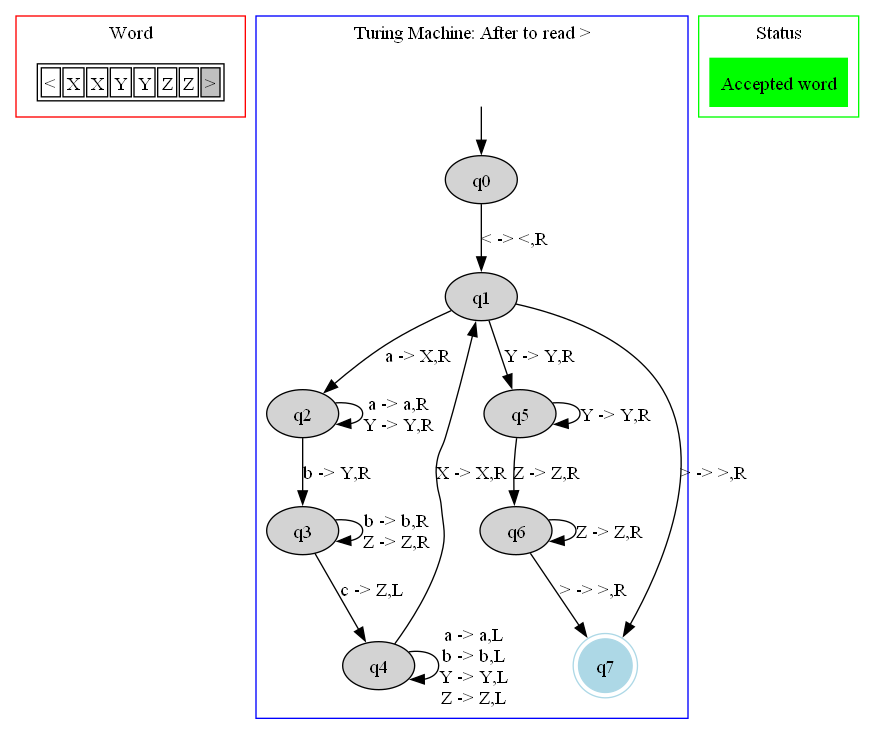 Word
< X X Y Y Z Z >
Turing Machine: After to read >
Status
Accepted word
q0
< -> <,R
q1
a -> X,R
Y -> Y,R
q2
a -> a,R
Y -> Y,R
q5
Y -> Y,R
b -> Y,R
X -> X,R
Z -> Z,R
> -> >,R
q3
b -> b,R
Z -> Z,R
q6
Z -> Z,R
c -> Z,L
> -> >,R
q4
a -> a,L
b -> b,L
Y -> Y,L
Z -> Z,L
q7